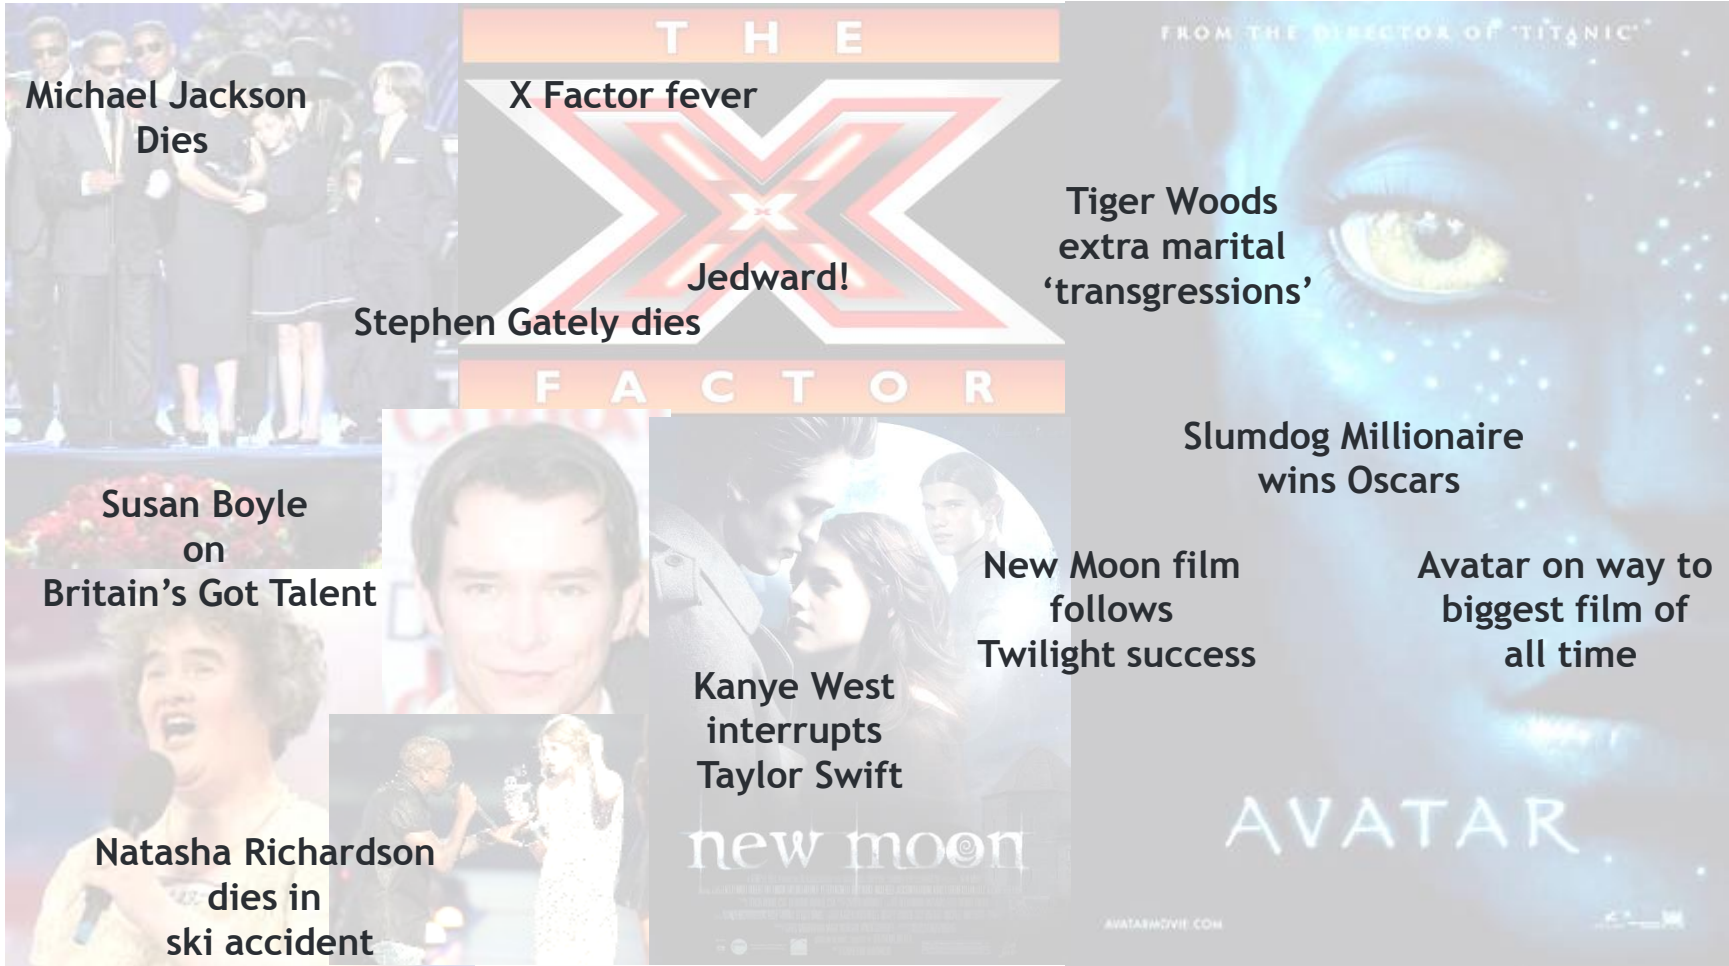 THE
FROM THE DIRECTOR OF 'TITANIC'
Michael Jackson
Dies
X Factor fever
Tiger Woods
extra marital
‘transgressions’
Jedward!
Stephen Gately dies
FACTOR
Slumdog Millionaire
wins Oscars
Susan Boyle
on
Britain’s Got Talent
New Moon film
follows
Twilight success
Avatar on way to
biggest film of
all time
Kanye West
interrupts
Taylor Swift
new moon
AVATAR
Natasha Richardson
dies in
ski accident
AVATARMOVIE.COM